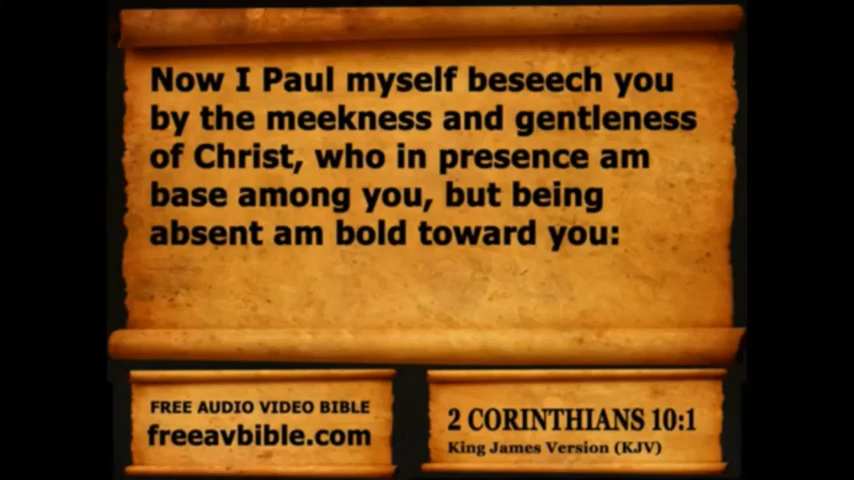 Now I Paul myself beseech you
by the meekness and gentleness
of Christ, who in presence am
base among you, but being
absent am bold toward you:
FREE AUDIO VIDEO BIBLE
freeavbible.com
2 CORINTHIANS 10:1
King James Version (KJV)